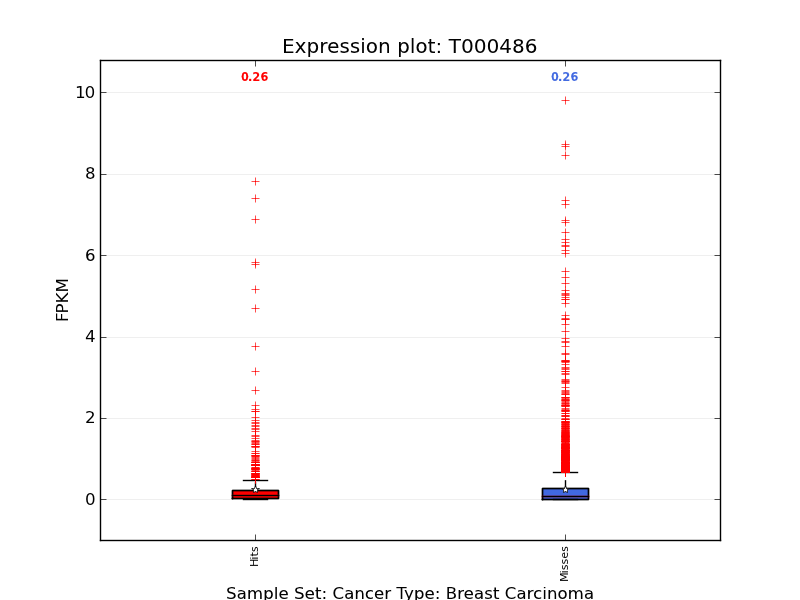 Expression plot: T000486
0.26 0.26
10
8
6
4
2
0
FPKM
Hits Misses
Sample Set: Cancer Type: Breast Carcinoma